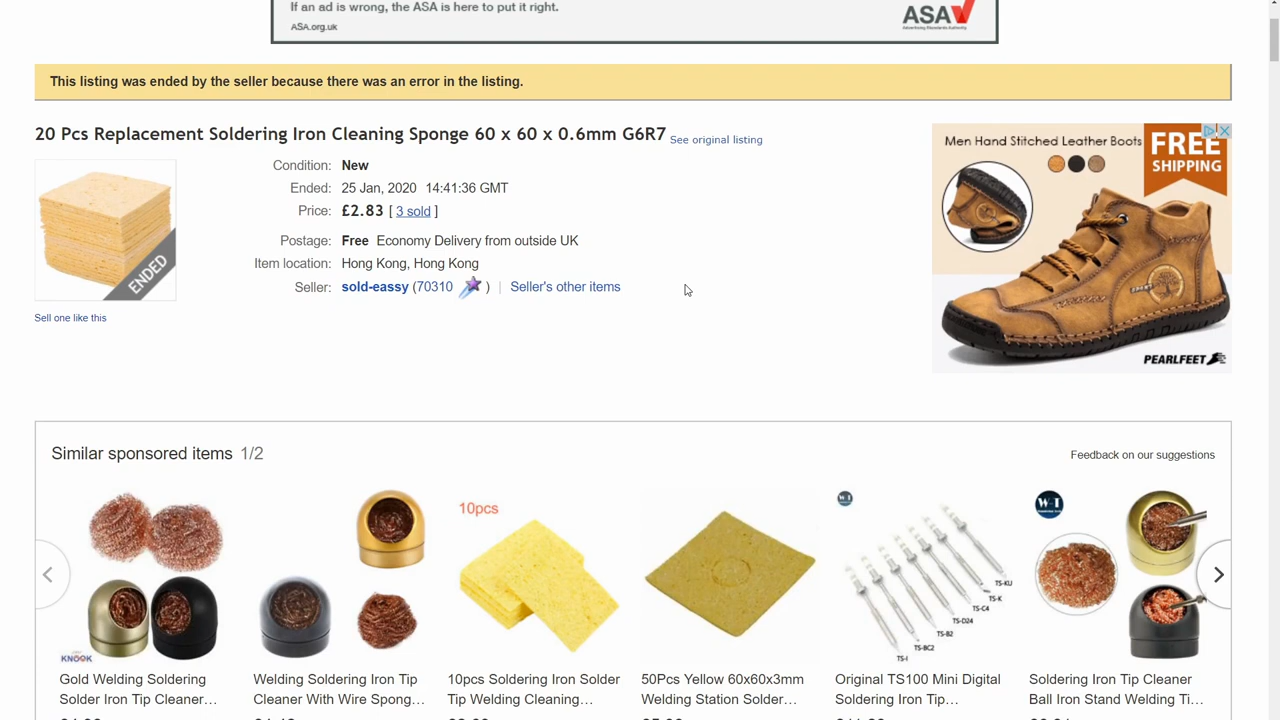 If an ad is wrong, the ASA is here to put it right.
ASA.org.uk
ASA
Advertising Standards Authority
This listing was ended by the seller because there was an error in the listing.
20 Pcs Replacement Soldering Iron Cleaning Sponge 60 x 60 x 0.6mm G6R7 See original listing
Condition: New
Ended: 25 Jan, 2020 14:41:36 GMT
Price: £2.83 [ 3 sold ]
Postage: Free Economy Delivery from outside UK
Item location: Hong Kong, Hong Kong
Seller: sold-eassy (70310 ) | Seller's other items
ENDED
Sell one like this
Men Hand Stitched Leather Boots
FREE
SHIPPING
PEARLFEET
Similar sponsored items 1/2
Feedback on our suggestions
KNOOK
10pcs
TS-KU
TS-K
TS-C4
TS-D24
TS-B2
TS-BC2
TS-I
Gold Welding Soldering
Solder Iron Tip Cleaner...
Welding Soldering Iron Tip
Cleaner With Wire Spong...
10pcs Soldering Iron Solder
Tip Welding Cleaning...
50Pcs Yellow 60x60x3mm
Welding Station Solder...
Original TS100 Mini Digital
Soldering Iron Tip...
Soldering Iron Tip Cleaner
Ball Iron Stand Welding Ti...